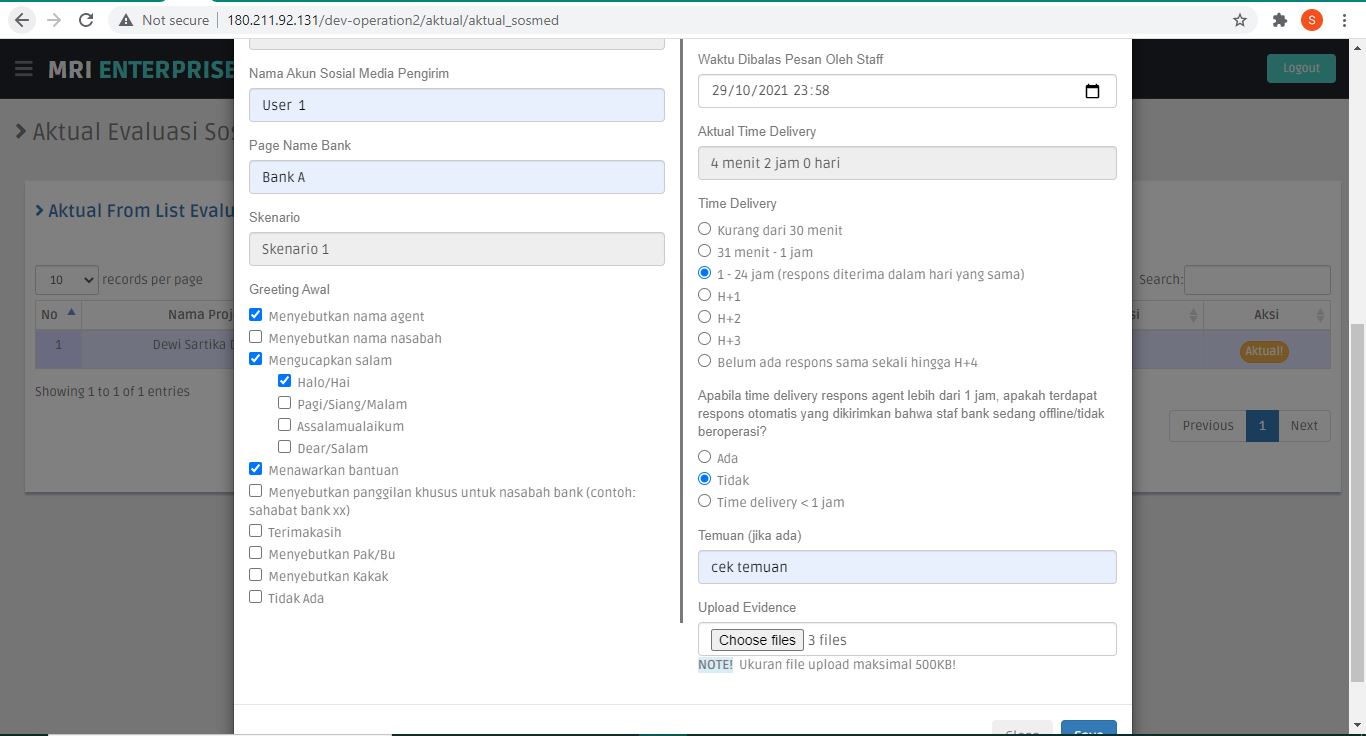 Not secure
180.211.92.131/dev-operation2/aktual/aktual_sosmed
S
MRI ENTERPRISE
Logout
Aktual Evaluasi Sos
Aktual From List Evalu
10
records per page
Search:
No
Nama Proj
si
Aksi
1
Dewi Sartika D
Aktual!
Showing 1 to 1 of 1 entries
Previous
1
Next
Nama Akun Sosial Media Pengirim
User 1
Page Name Bank
Bank A
Skenario
Skenario 1
Greeting Awal
Menyebutkan nama agent
Menyebutkan nama nasabah
Mengucapkan salam
Halo/Hai
Pagi/Siang/Malam
Assalamualaikum
Dear/Salam
Menawarkan bantuan
Menyebutkan panggilan khusus untuk nasabah bank (contoh:
sahabat bank xx)
Terimakasih
Menyebutkan Pak/Bu
Menyebutkan Kakak
Tidak Ada
Waktu Dibalas Pesan Oleh Staff
29/10/2021 23:58
Aktual Time Delivery
4 menit 2 jam 0 hari
Time Delivery
Kurang dari 30 menit
31 menit - 1 jam
1 - 24 jam (respons diterima dalam hari yang sama)
H+1
H+2
H+3
Belum ada respons sama sekali hingga H+4
Apabila time delivery respons agent lebih dari 1 jam, apakah terdapat
respons otomatis yang dikirimkan bahwa staf bank sedang offline/tidak
beroperasi?
Ada
Tidak
Time delivery < 1 jam
Temuan (jika ada)
cek temuan
Upload Evidence
Choose files 3 files
NOTE! Ukuran file upload maksimal 500KB!
Close
Save